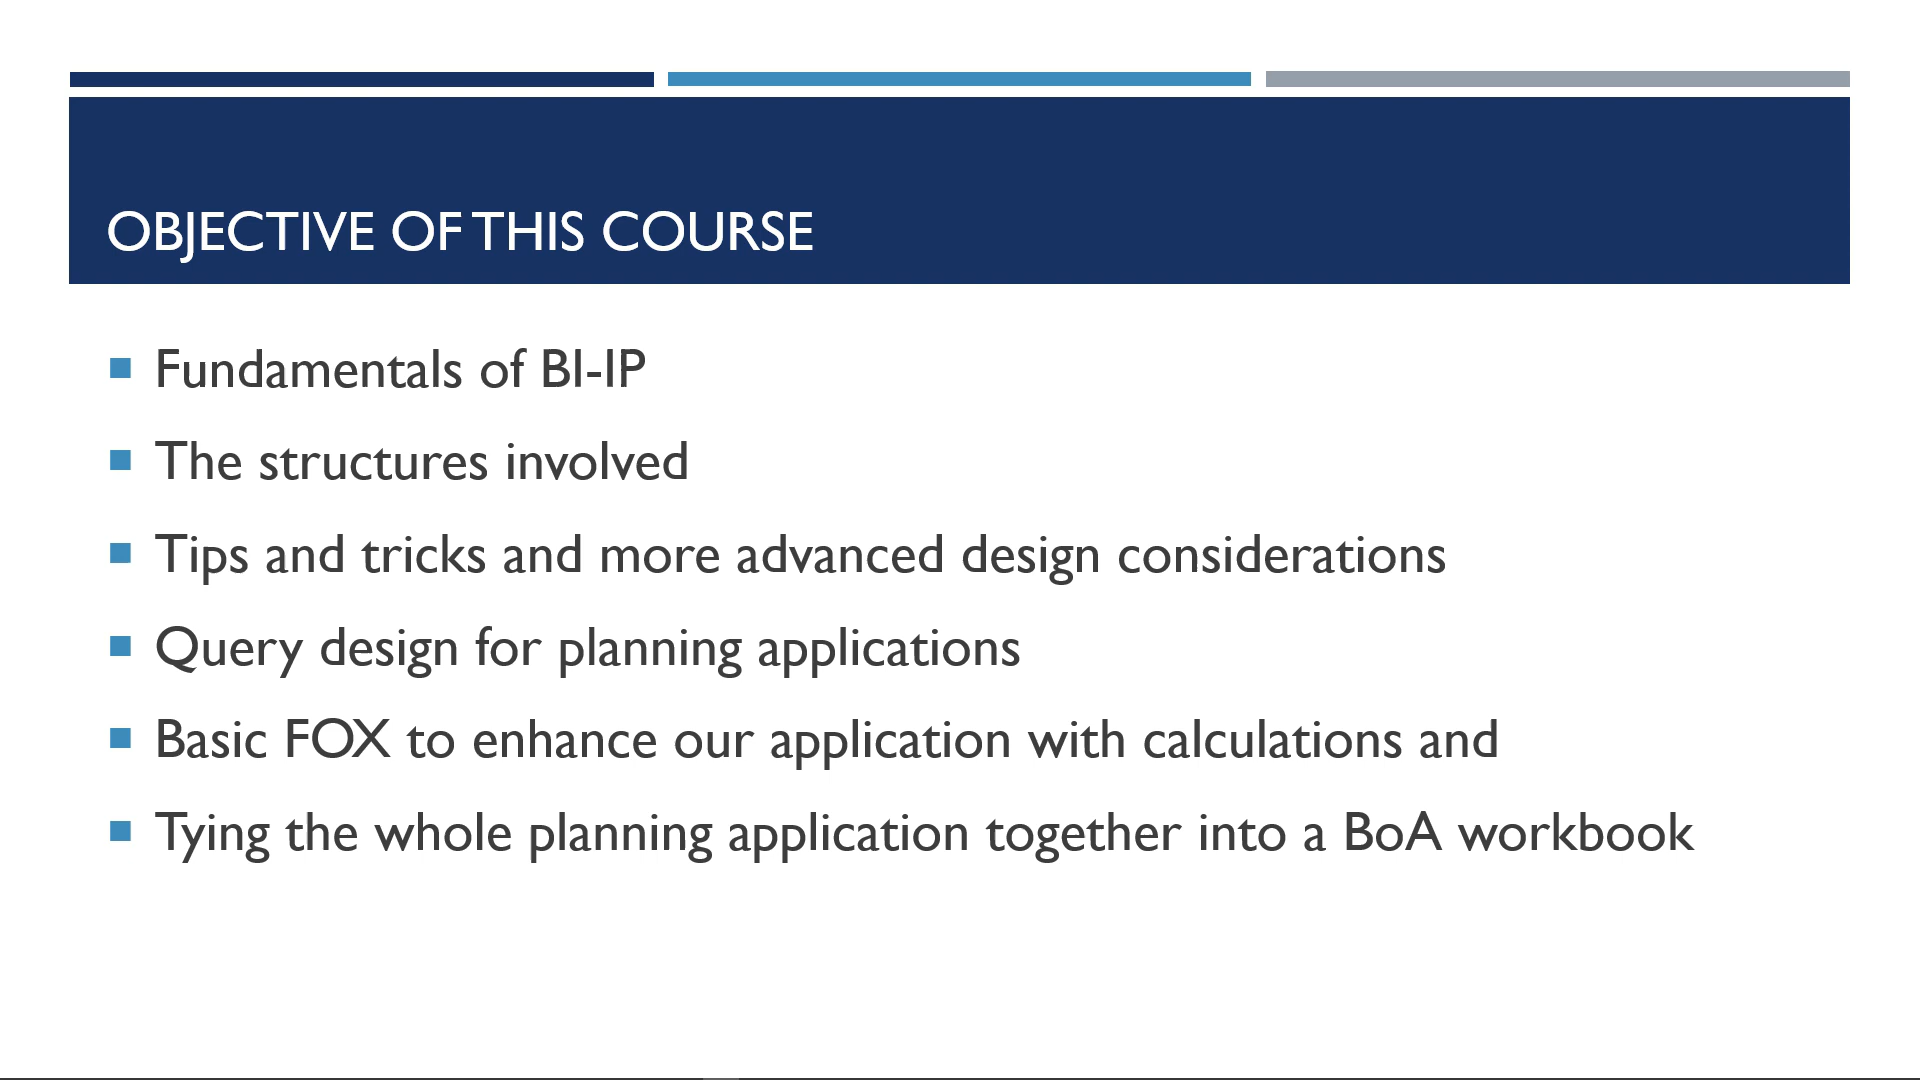 OBJECTIVE OF THIS COURSE
Fundamentals of BI-IP
The structures involved
Tips and tricks and more advanced design considerations
Query design for planning applications
Basic FOX to enhance our application with calculations and
Tying the whole planning application together into a BoA workbook